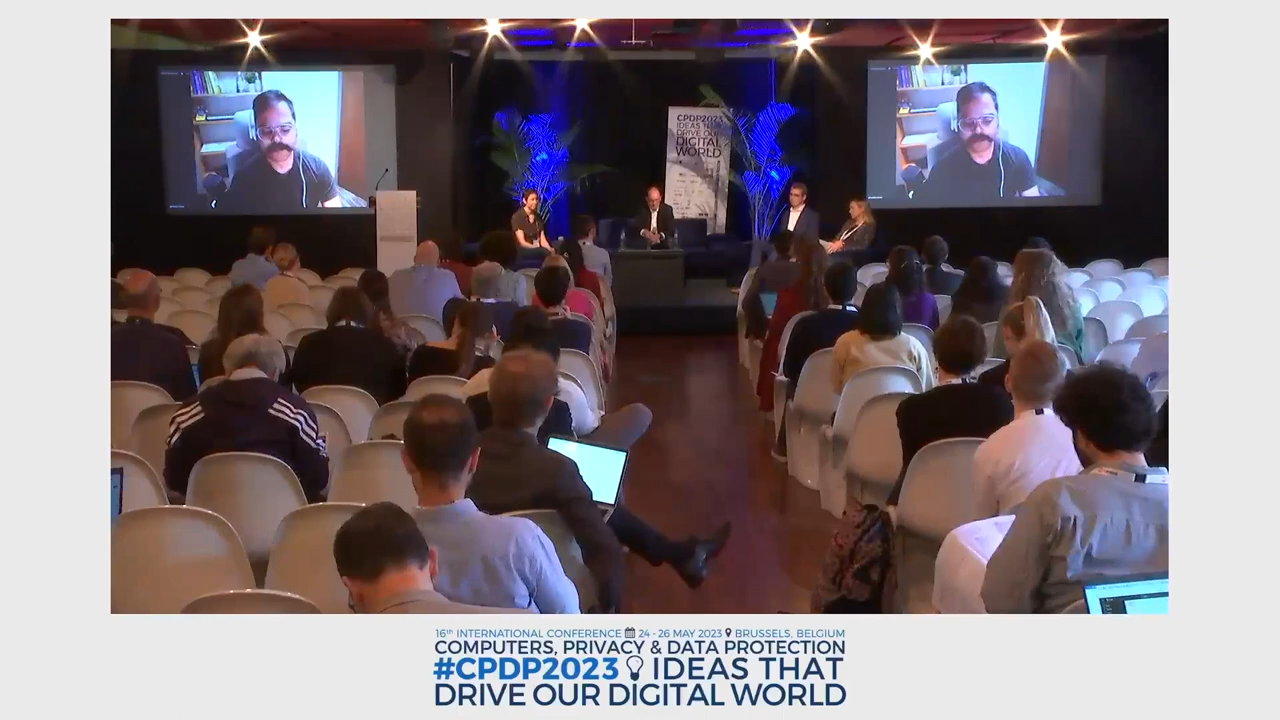 CPDP2023
IDEAS THAT
DRIVE OUR
DIGITAL
WORLD
16th INTERNATIONAL CONFERENCE 24 - 26 MAY 2023 BRUSSELS, BELGIUM
COMPUTERS, PRIVACY & DATA PROTECTION
#CPDP2023 IDEAS THAT
DRIVE OUR DIGITAL WORLD